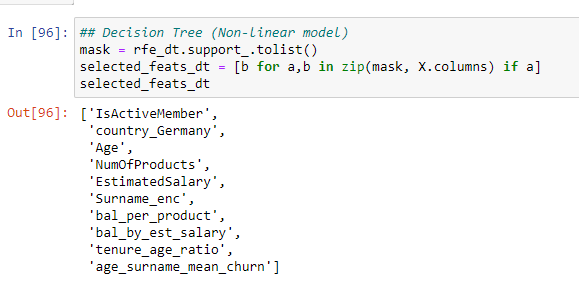 In [96]: ## Decision Tree (Non-linear model)
mask = rfe_dt.support_.tolist()
selected_feats_dt = [b for a,b in zip(mask, X.columns) if a]
selected_feats_dt
Out[96]: ['IsActiveMember',
'country_Germany',
'Age',
'NumOfProducts',
'EstimatedSalary',
'Surname_enc',
'bal_per_product',
'bal_by_est_salary',
'tenure_age_ratio',
'age_surname_mean_churn']